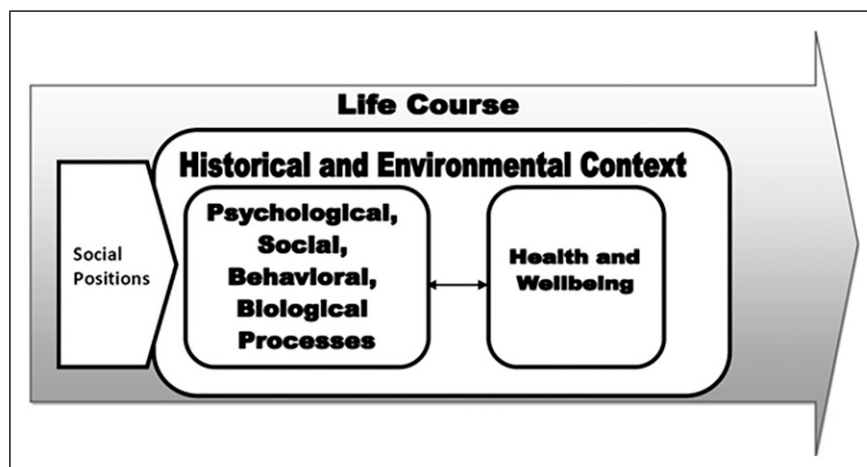 Life Course
Historical and Environmental Context
Social
Positions
Psychological,
Social,
Behavioral,
Biological
Processes
Health and
Wellbeing